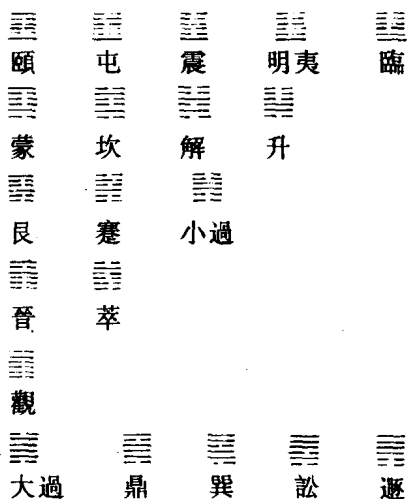 頤 屯 震 明夷 臨
蒙 坎 解 升
艮 蹇 小過
晉 萃
觀
大過 鼎 巽 訟 遯